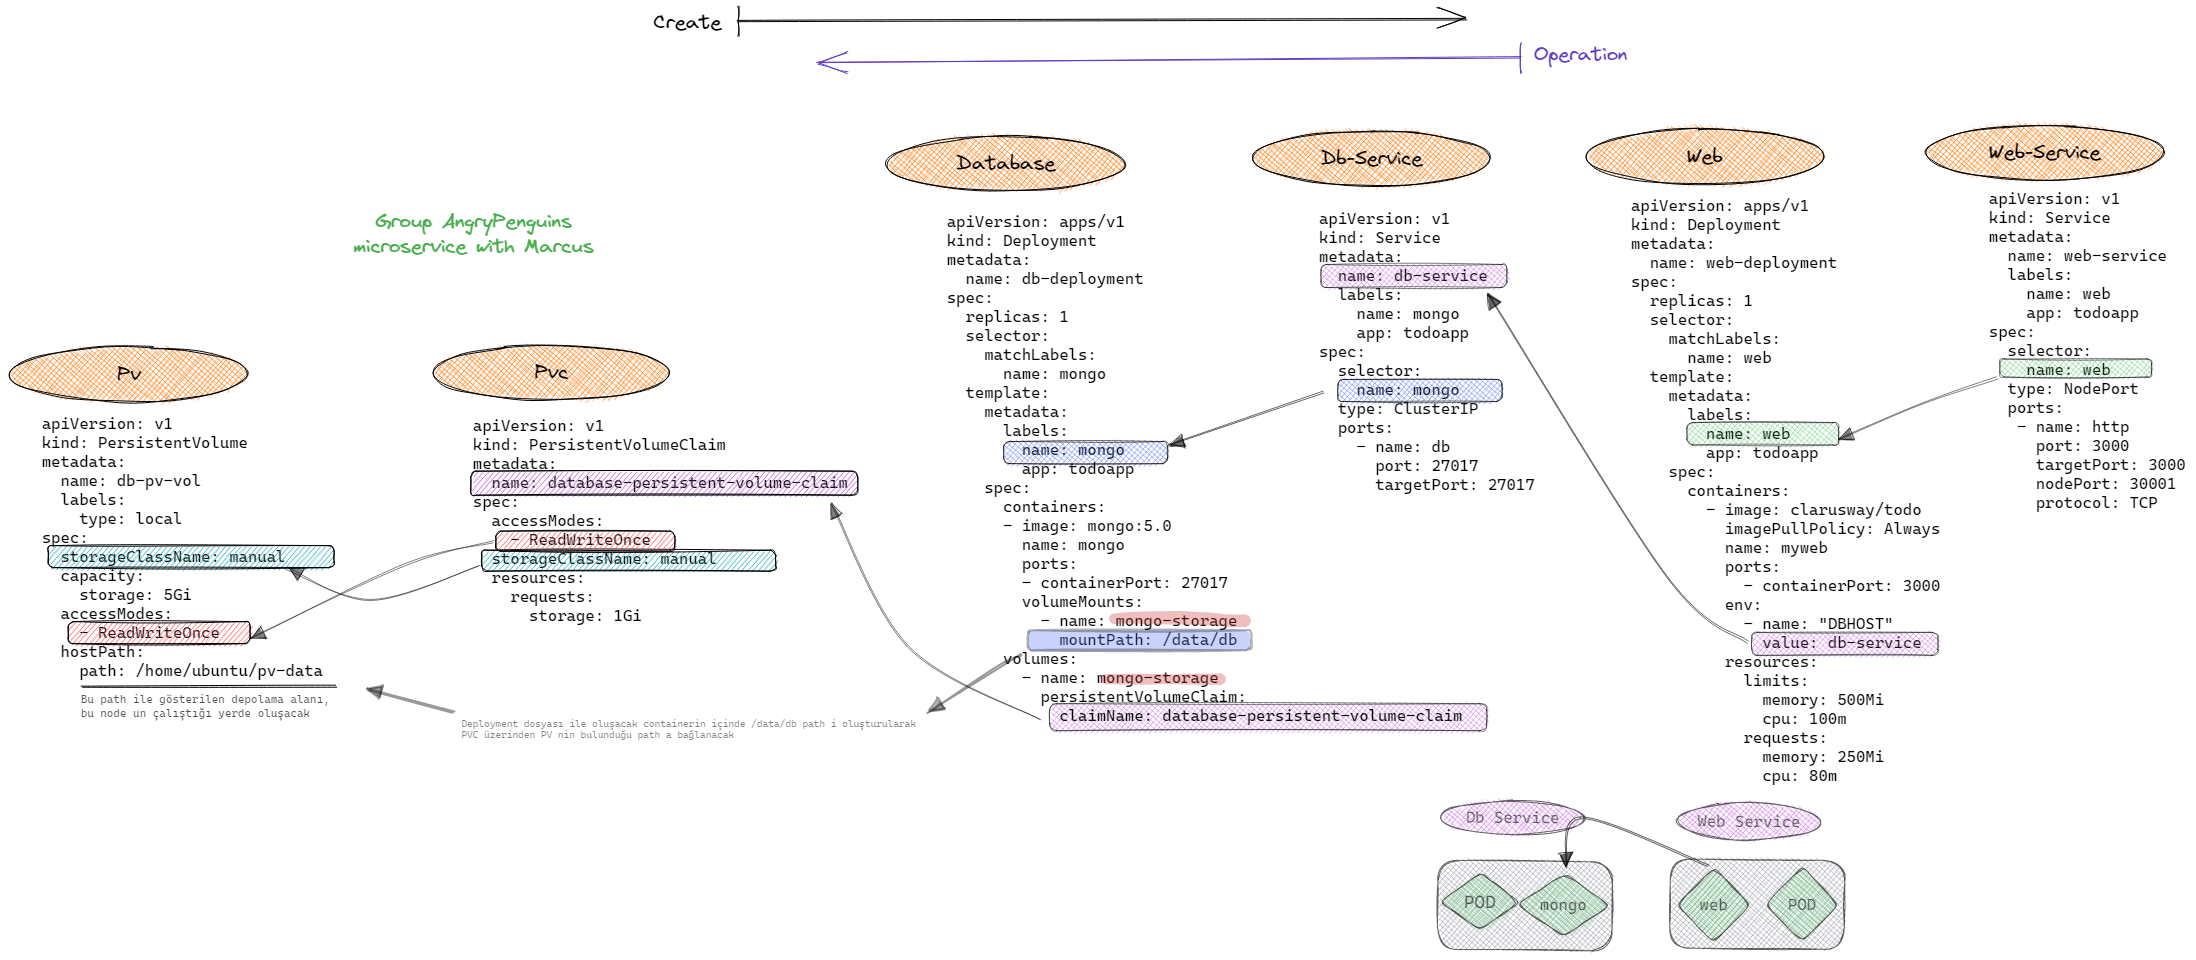 Create
Operation
Group AngryPenguins
microservice with Marcus
Pv
apiVersion: v1
kind: PersistentVolume
metadata:
  name: db-pv-vol
  labels:
    type: local
spec:
  storageClassName: manual
  capacity:
    storage: 5Gi
  accessModes:
    - ReadWriteOnce
  hostPath:
    path: /home/ubuntu/pv-data
Bu path ile gösterilen depolama alanı,
bu node un çalıştığı yerde oluşacak
Pvc
apiVersion: v1
kind: PersistentVolumeClaim
metadata:
  name: database-persistent-volume-claim
spec:
  accessModes:
    - ReadWriteOnce
  storageClassName: manual
  resources:
    requests:
      storage: 1Gi
Deployment dosyası ile oluşacak containerin içinde /data/db path i oluşturularak
PVC üzerinden PV nin bulunduğu path a bağlanacak
Database
apiVersion: apps/v1
kind: Deployment
metadata:
  name: db-deployment
spec:
  replicas: 1
  selector:
    matchLabels:
      name: mongo
  template:
    metadata:
      labels:
        name: mongo
        app: todoapp
    spec:
      containers:
      - image: mongo:5.0
        name: mongo
        ports:
        - containerPort: 27017
        volumeMounts:
          - name: mongo-storage
            mountPath: /data/db
      volumes:
        - name: mongo-storage
          persistentVolumeClaim:
            claimName: database-persistent-volume-claim
Db-Service
apiVersion: v1
kind: Service
metadata:
  name: db-service
  labels:
    name: mongo
    app: todoapp
spec:
  selector:
    name: mongo
  type: ClusterIP
  ports:
    - name: db
      port: 27017
      targetPort: 27017
Web
apiVersion: apps/v1
kind: Deployment
metadata:
  name: web-deployment
spec:
  replicas: 1
  selector:
    matchLabels:
      name: web
  template:
    metadata:
      labels:
        name: web
        app: todoapp
    spec:
      containers:
        - image: clarusway/todo
          imagePullPolicy: Always
          name: myweb
          ports:
            - containerPort: 3000
          env:
            - name: "DBHOST"
              value: db-service
          resources:
            limits:
              memory: 500Mi
              cpu: 100m
            requests:
              memory: 250Mi
              cpu: 80m
Web-Service
apiVersion: v1
kind: Service
metadata:
  name: web-service
  labels:
    name: web
    app: todoapp
spec:
  selector:
    name: web
  type: NodePort
  ports:
   - name: http
     port: 3000
     targetPort: 3000
     nodePort: 30001
     protocol: TCP
Db Service
Web Service
POD
mongo
web
POD